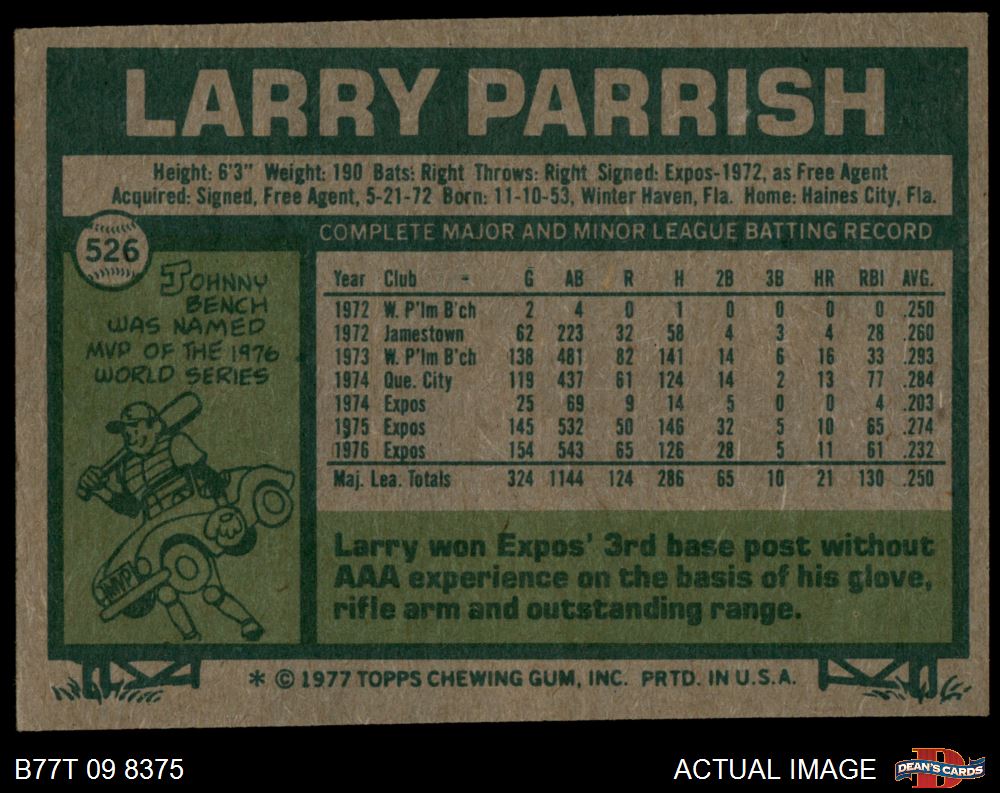 LARRY PARRISH
Height: 6'3" Weight: 190 Bats: Right Throws: Right Signed: Expos-1972, as Free Agent
Acquired: Signed, Free Agent, 5-21-72 Born: 11-10-53, Winter Haven, Fla. Home: Haines City, Fla.
526
JOHNNY
BENCH
WAS NAMED
MVP OF THE 1976
WORLD SERIES
MVP
COMPLETE MAJOR AND MINOR LEAGUE BATTING RECORD
Year Club G AB R H 2B 3B HR RBI AVG.
1972 W. P'lm B'ch 2 4 0 1 0 0 0 0 .250
1972 Jamestown 62 223 32 58 4 3 4 28 .260
1973 W. P'lm B'ch 138 481 82 141 14 6 16 33 .293
1974 Que. City 119 437 61 124 14 2 13 77 .284
1974 Expos 25 69 9 14 5 0 0 4 .203
1975 Expos 145 532 50 146 32 5 10 65 .274
1976 Expos 154 543 65 126 28 5 11 61 .232
Maj. Lea. Totals 324 1144 124 286 65 10 21 130 .250
Larry won Expos' 3rd base post without
AAA experience on the basis of his glove,
rifle arm and outstanding range.
* © 1977 TOPPS CHEWING GUM, INC. PRTD. IN U.S.A.
B77T 09 8375
ACTUAL IMAGE
DEAN'S CARDS